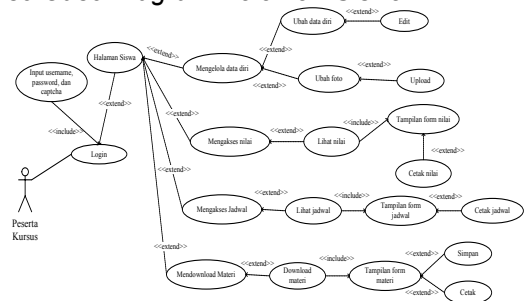 <<extend>>
Ubah data diri
Edit
Halaman Siswa
<<extend>>
<<extend>>
Mengelola data diri
<<extend>>
<<extend>>
Ubah foto
Upload
Input username,
password, dan
captcha
<<extend>>
<<include>>
Login
<<extend>>
Mengakses nilai
<<extend>>
Lihat nilai
<<include>>
Tampilan form nilai
<<extend>>
Cetak nilai
Peserta
Kursus
<<extend>>
Mengakses Jadwal
<<extend>>
Lihat jadwal
<<include>>
Tampilan form
jadwal
<<extend>>
Cetak jadwal
<<extend>>
Mendownload Materi
<<extend>>
Download
materi
<<include>>
Tampilan form
materi
<<extend>>
Simpan
<<extend>>
Cetak